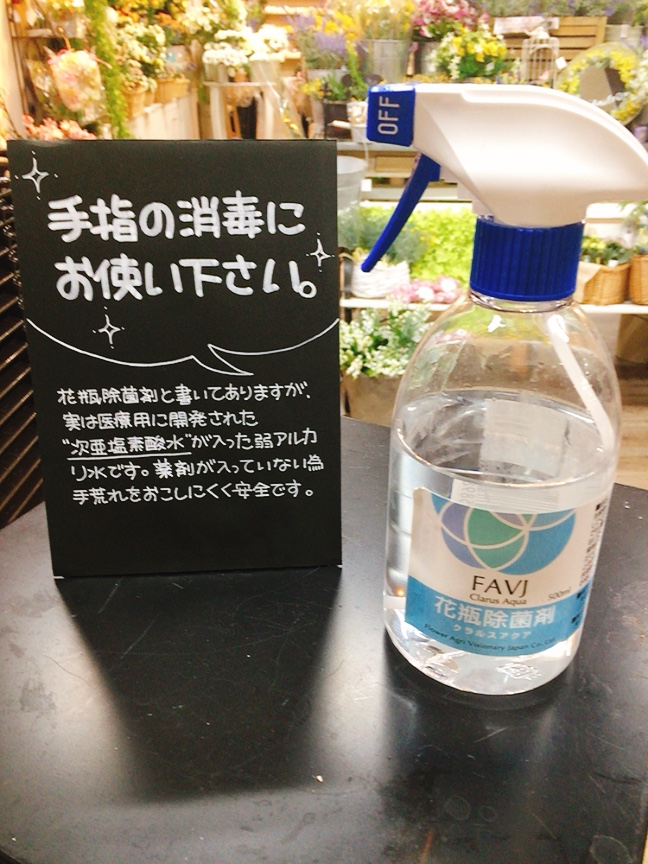 手指の消毒に
お使い下さい。
花瓶除菌剤と書いてありますが、
実は医療用に開発された
"次亜塩素酸水"が入った弱アルカ
リ水です。薬剤が入っていない為
手荒れをおこしにくく安全です。
OFF
FAVJ
Clarus Aqua 500ml
花瓶除菌剤
クラルスアクア
Flower Agri Visionary Japan Co., Ltd